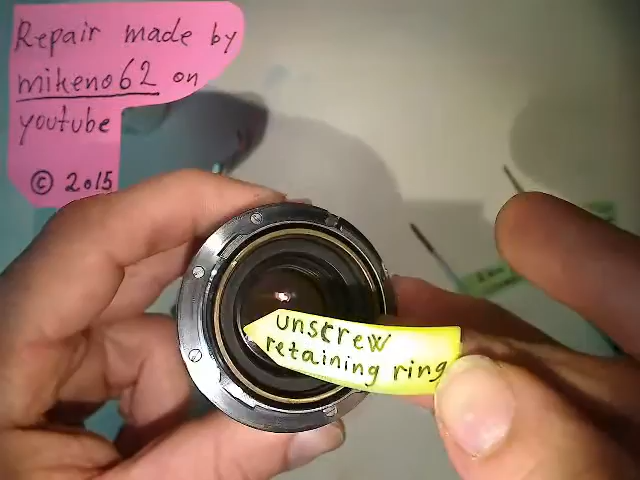 Repair made by
mikeno62 on
youtube
© 2015
unscrew
retaining ring